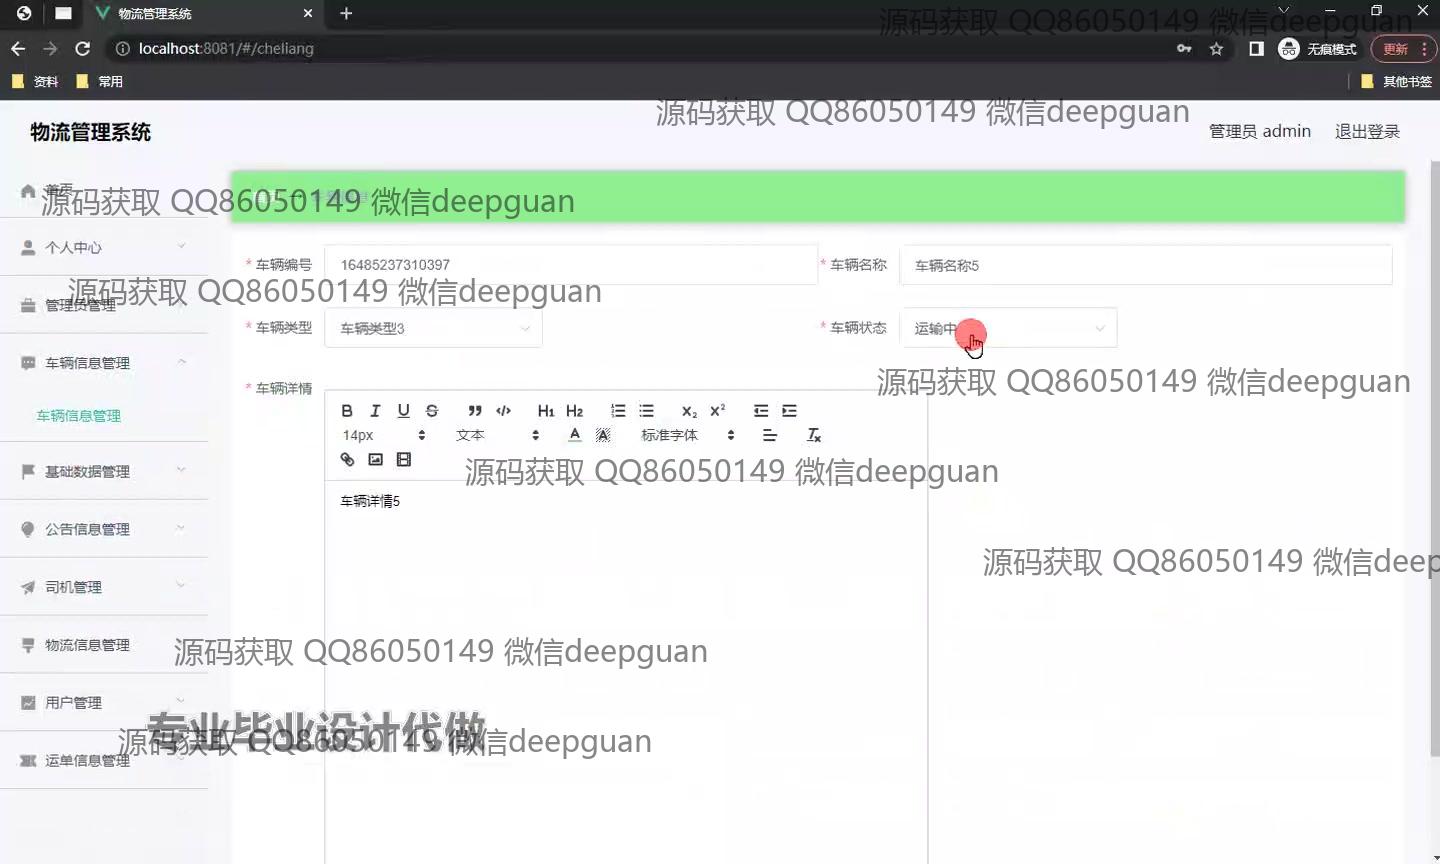 物流管理系统
localhost:8081/#/cheliang
无痕模式
更新
资料
常用
其他书签
源码获取 QQ86050149 微信deepguan
源码获取 QQ86050149 微信deepguan
物流管理系统
管理员 admin
退出登录
首页
源码获取 QQ86050149 微信deepguan
个人中心
* 车辆编号
16485237310397
* 车辆名称
车辆名称5
源码获取 QQ86050149 微信deepguan
管理员管理
* 车辆类型
车辆类型3
* 车辆状态
运输中
车辆信息管理
* 车辆详情
源码获取 QQ86050149 微信deepguan
车辆信息管理
B I U S ” </> H1 H2 X2 X2
14px
文本
A A
标准字体
基础数据管理
源码获取 QQ86050149 微信deepguan
车辆详情5
公告信息管理
源码获取 QQ86050149 微信deep
司机管理
物流信息管理
源码获取 QQ86050149 微信deepguan
用户管理
专业毕业设计代做
源码获取 QQ86050149 微信deepguan
运单信息管理